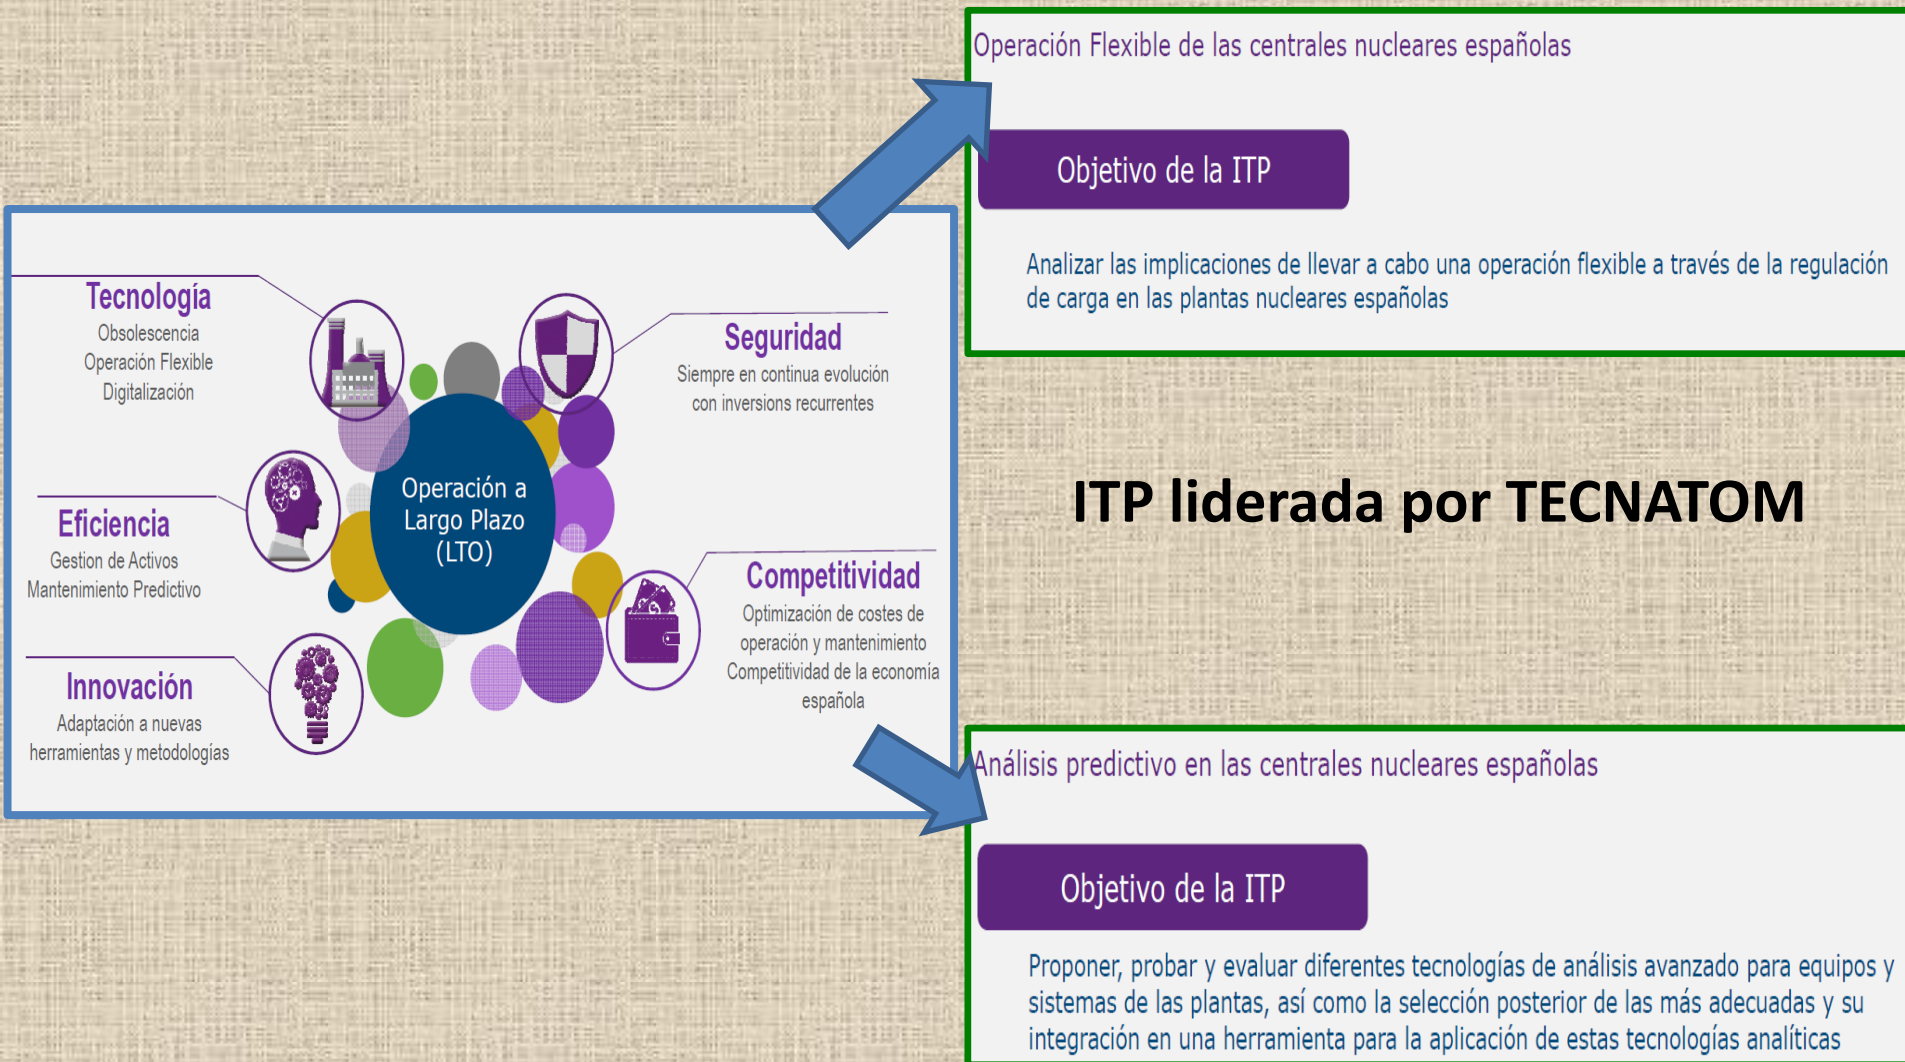 Operación Flexible de las centrales nucleares españolas
Objetivo de la ITP
Analizar las implicaciones de llevar a cabo una operación flexible a través de la regulación
de carga en las plantas nucleares españolas
Tecnología
Obsolescencia
Operación Flexible
Digitalización
Seguridad
Siempre en continua evolución
con inversions recurrentes
Eficiencia
Gestion de Activos
Mantenimiento Predictivo
Operación a
Largo Plazo
(LTO)
Competitividad
Optimización de costes de
operación y mantenimiento
Competitividad de la economía
española
Innovación
Adaptación a nuevas
herramientas y metodologías
ITP liderada por TECNATOM
Análisis predictivo en las centrales nucleares españolas
Objetivo de la ITP
Proponer, probar y evaluar diferentes tecnologías de análisis avanzado para equipos y
sistemas de las plantas, así como la selección posterior de las más adecuadas y su
integración en una herramienta para la aplicación de estas tecnologías analíticas